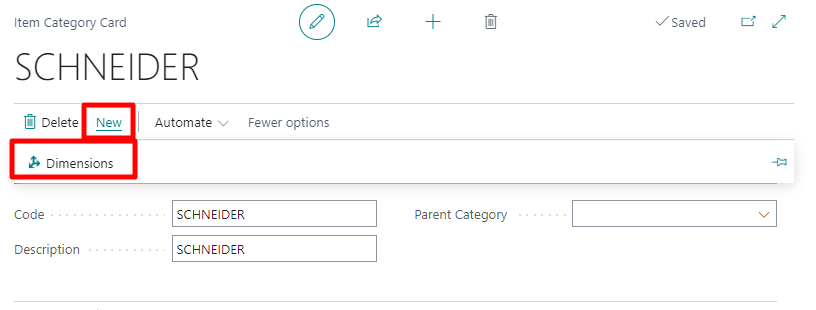 Item Category Card
Saved
SCHNEIDER
Delete New Automate Fewer options
Dimensions
Code SCHNEIDER Parent Category
Description SCHNEIDER